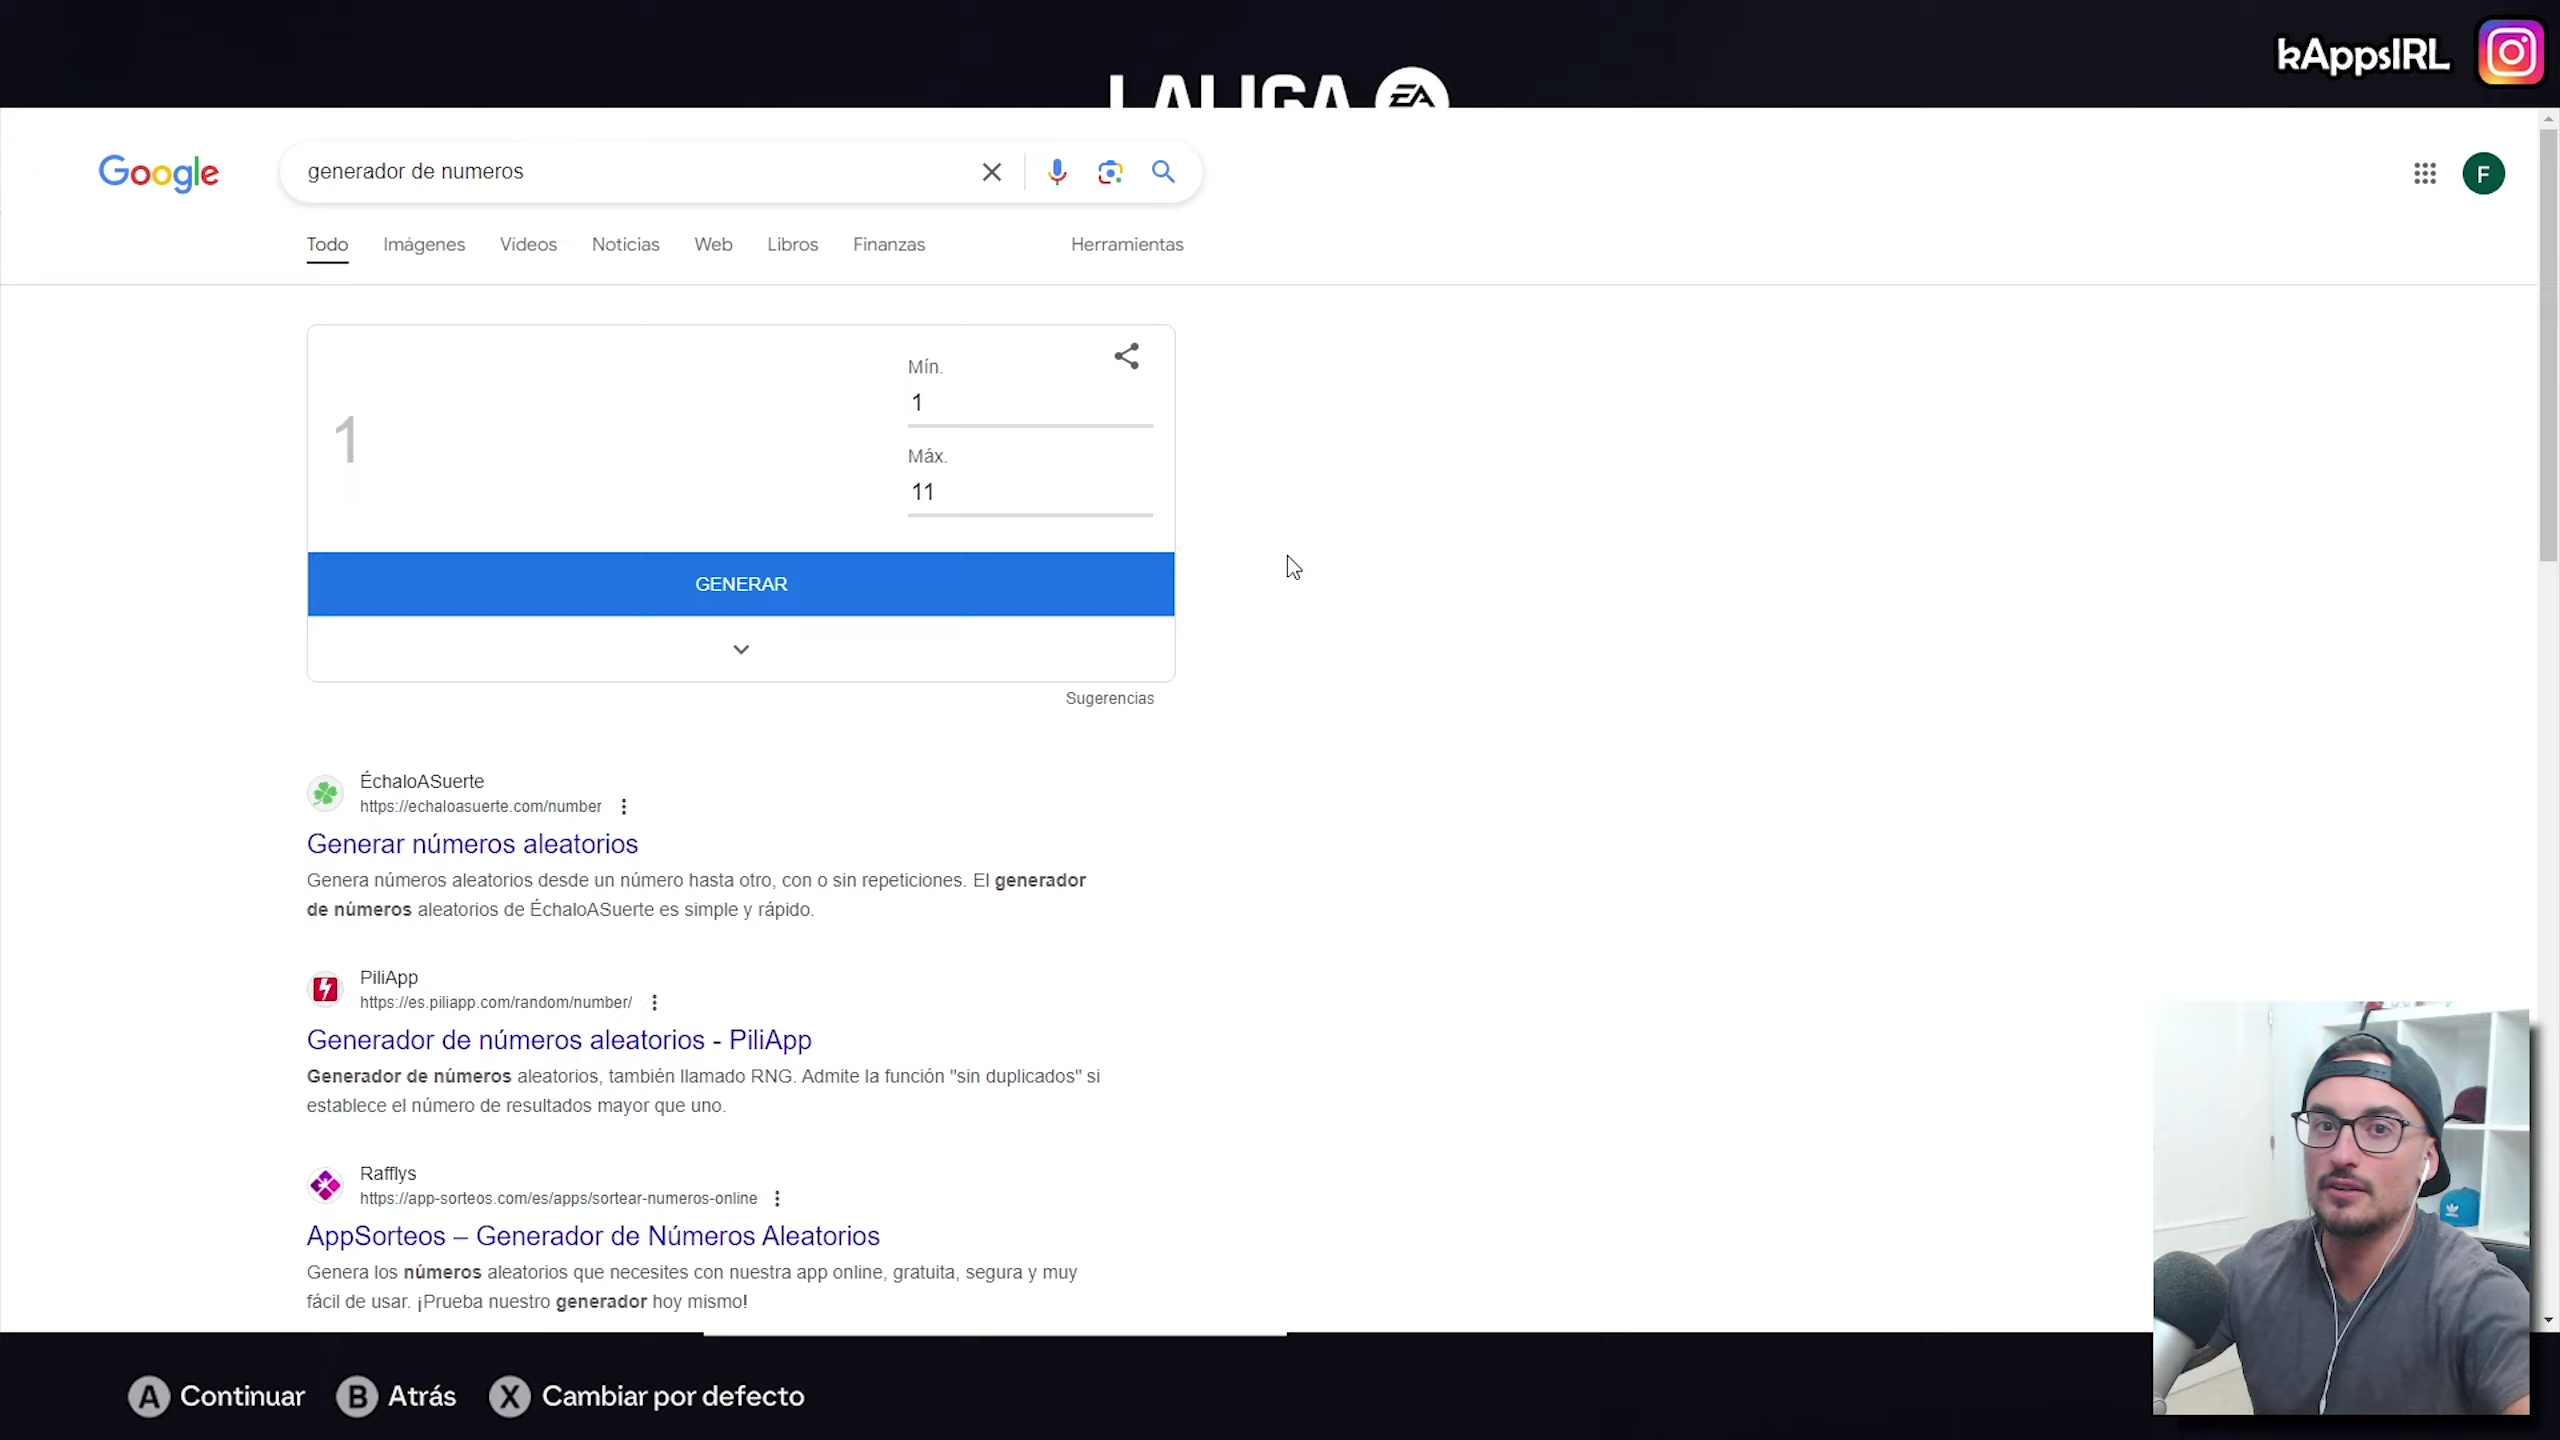 kAppsIRL
LALIGA EA
Google
generador de numeros
F
Todo
Imágenes
Vídeos
Noticias
Web
Libros
Finanzas
Herramientas
1
Mín.
1
Máx.
11
GENERAR
Sugerencias
ÉchaloASuerte
https://echaloasuerte.com/number
Generar números aleatorios
Genera números aleatorios desde un número hasta otro, con o sin repeticiones. El generador
de números aleatorios de ÉchaloASuerte es simple y rápido.
PiliApp
https://es.piliapp.com/random/number/
Generador de números aleatorios - PiliApp
Generador de números aleatorios, también llamado RNG. Admite la función "sin duplicados" si
establece el número de resultados mayor que uno.
Rafflys
https://app-sorteos.com/es/apps/sortear-numeros-online
AppSorteos – Generador de Números Aleatorios
Genera los números aleatorios que necesites con nuestra app online, gratuita, segura y muy
fácil de usar. ¡Prueba nuestro generador hoy mismo!
A Continuar
B Atrás
X Cambiar por defecto